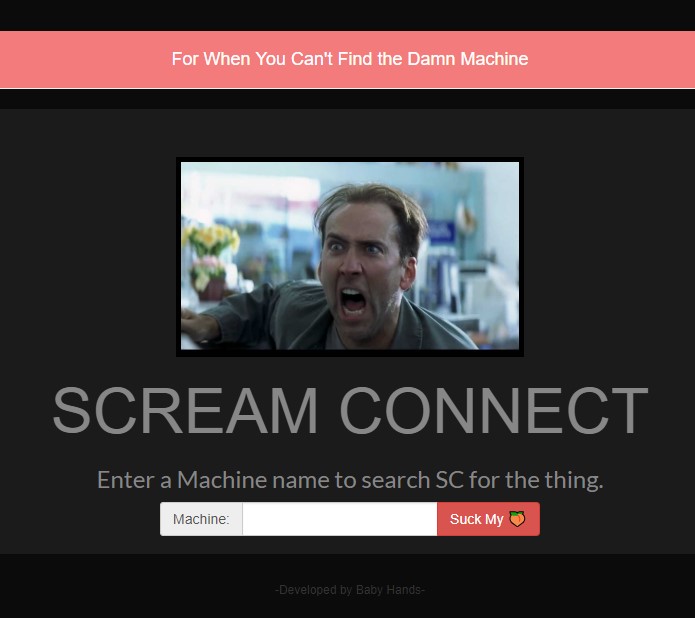 For When You Can't Find the Damn Machine
SCREAM CONNECT
Enter a Machine name to search SC for the thing.
Machine:
Suck My 🍑
-Developed by Baby Hands-